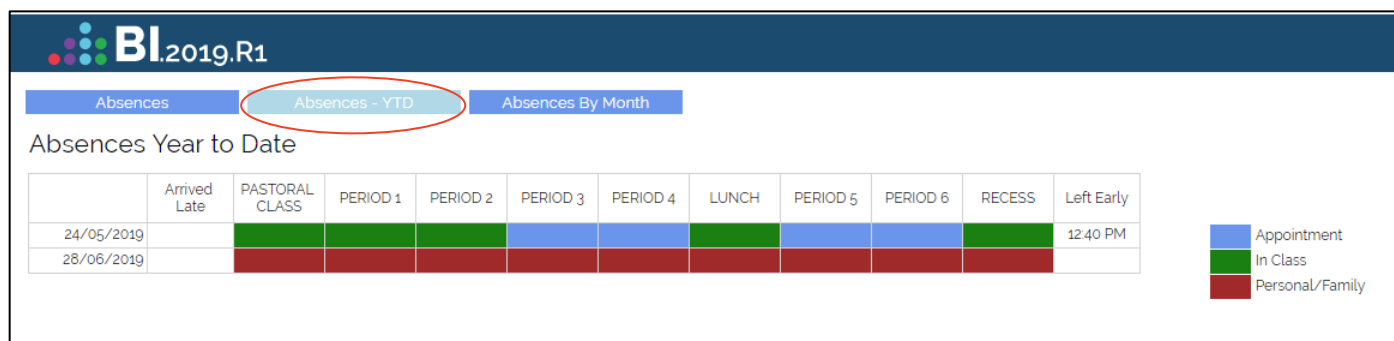 BI.2019.R1
Absences Absences - YTD Absences By Month
Absences Year to Date
Arrived Late PASTORAL CLASS PERIOD 1 PERIOD 2 PERIOD 3 PERIOD 4 LUNCH PERIOD 5 PERIOD 6 RECESS Left Early
24/05/2019 12:40 PM
28/06/2019
Appointment
In Class
Personal/Family